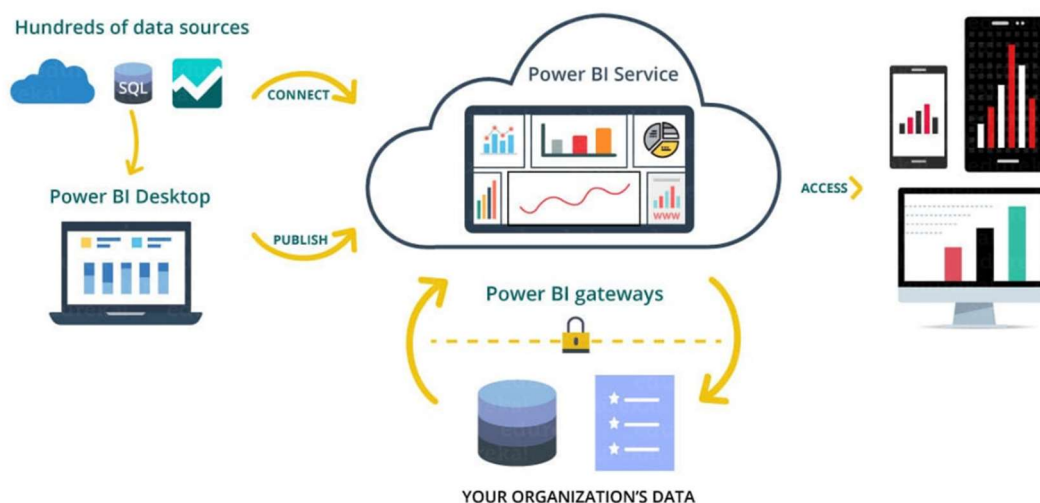 Hundreds of data sources
SQL
CONNECT
Power BI Desktop
PUBLISH
Power BI Service
WWW
ACCESS
Power BI gateways
YOUR ORGANIZATION'S DATA